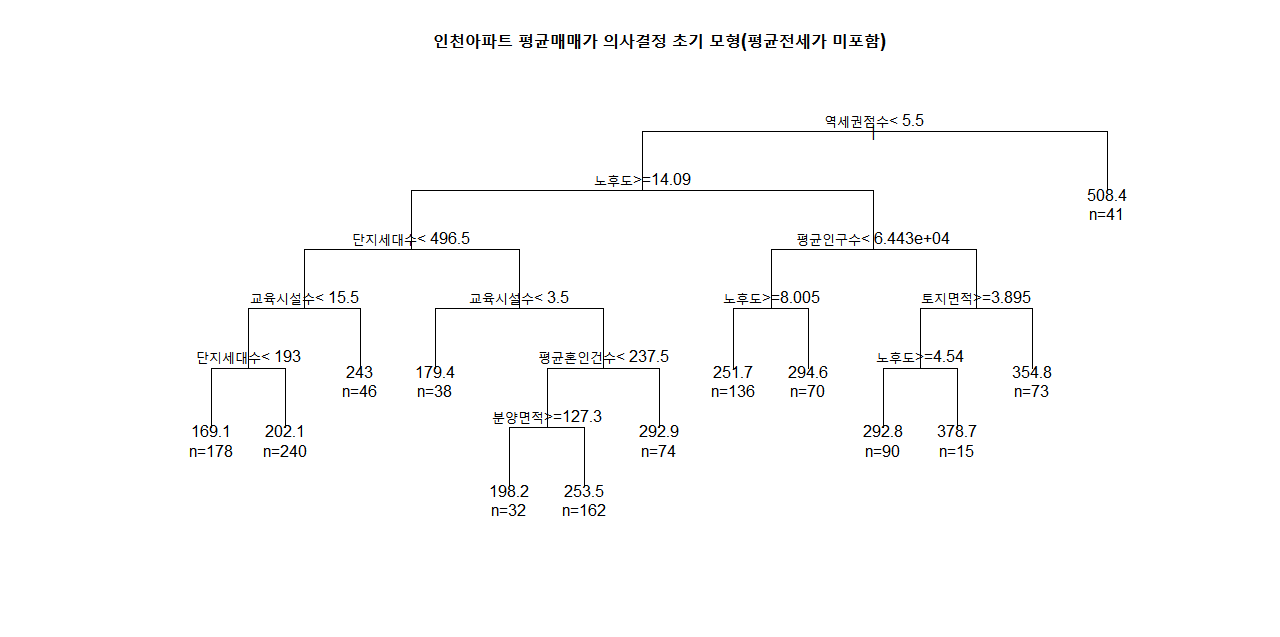 인천아파트 평균매매가 의사결정 초기 모형(평균전세가 미포함)
역세권점수< 5.5
노후도>=14.09
508.4
n=41
단지세대수< 496.5
평균인구수< 6.443e+04
교육시설수< 15.5
교육시설수< 3.5
노후도>=8.005
토지면적>=3.895
단지세대수< 193
243
n=46
179.4
n=38
평균혼인건수< 237.5
251.7
n=136
294.6
n=70
노후도>=4.54
354.8
n=73
169.1
n=178
202.1
n=240
분양면적>=127.3
292.9
n=74
292.8
n=90
378.7
n=15
198.2
n=32
253.5
n=162